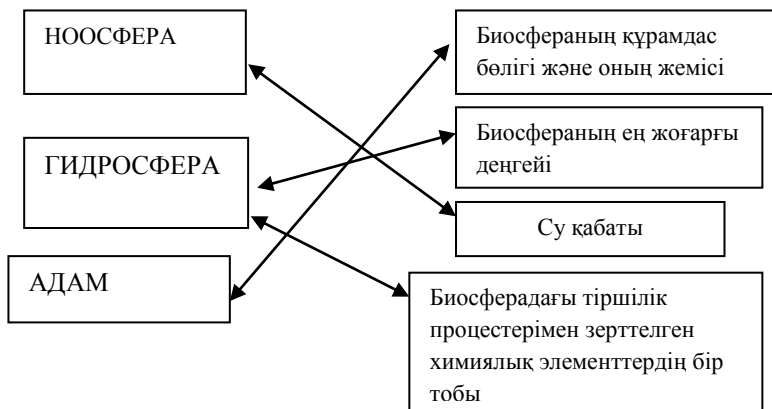 НООСФЕРА
ГИДРОСФЕРА
АДАМ
Биосфераның құрамдас
бөлігі және оның жемісі
Биосфераның ең жоғарғы
деңгейі
Су қабаты
Биосферадағы тіршілік
процестерімен зерттелген
химиялық элементтердің бір
тобы